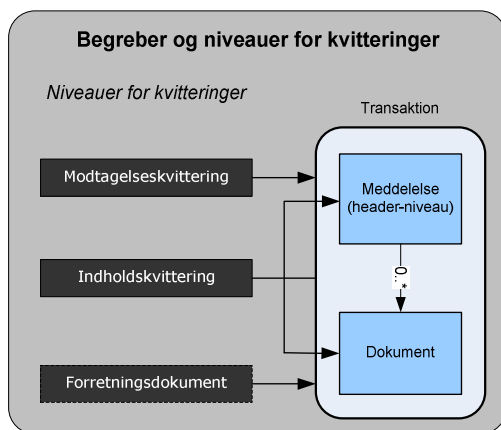 Begreber og niveauer for kvitteringer
Niveauer for kvitteringer
Transaktion
Modtagelseskvittering
Meddelelse
(header-niveau)
Indholdskvittering
0..*
Dokument
Forretningsdokument